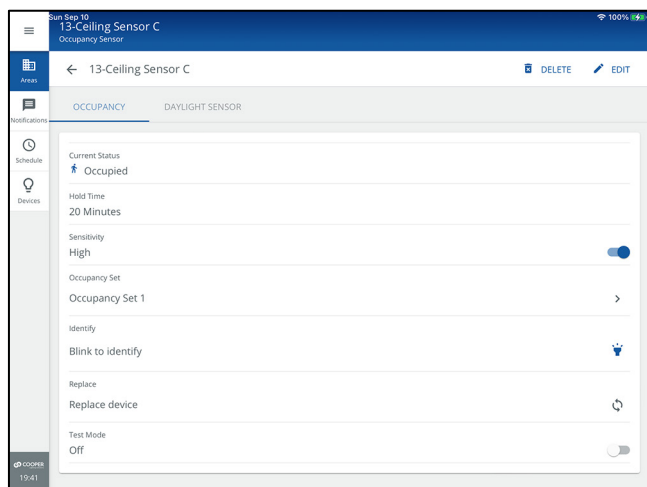 Sun Sep 10
100%
13-Ceiling Sensor C
Occupancy Sensor
Areas
Notifications
Schedule
Devices
13-Ceiling Sensor C
DELETE
EDIT
OCCUPANCY
DAYLIGHT SENSOR
Current Status
Occupied
Hold Time
20 Minutes
Sensitivity
High
Occupancy Set
Occupancy Set 1
Identify
Blink to identify
Replace
Replace device
Test Mode
Off
COOPER
19:41